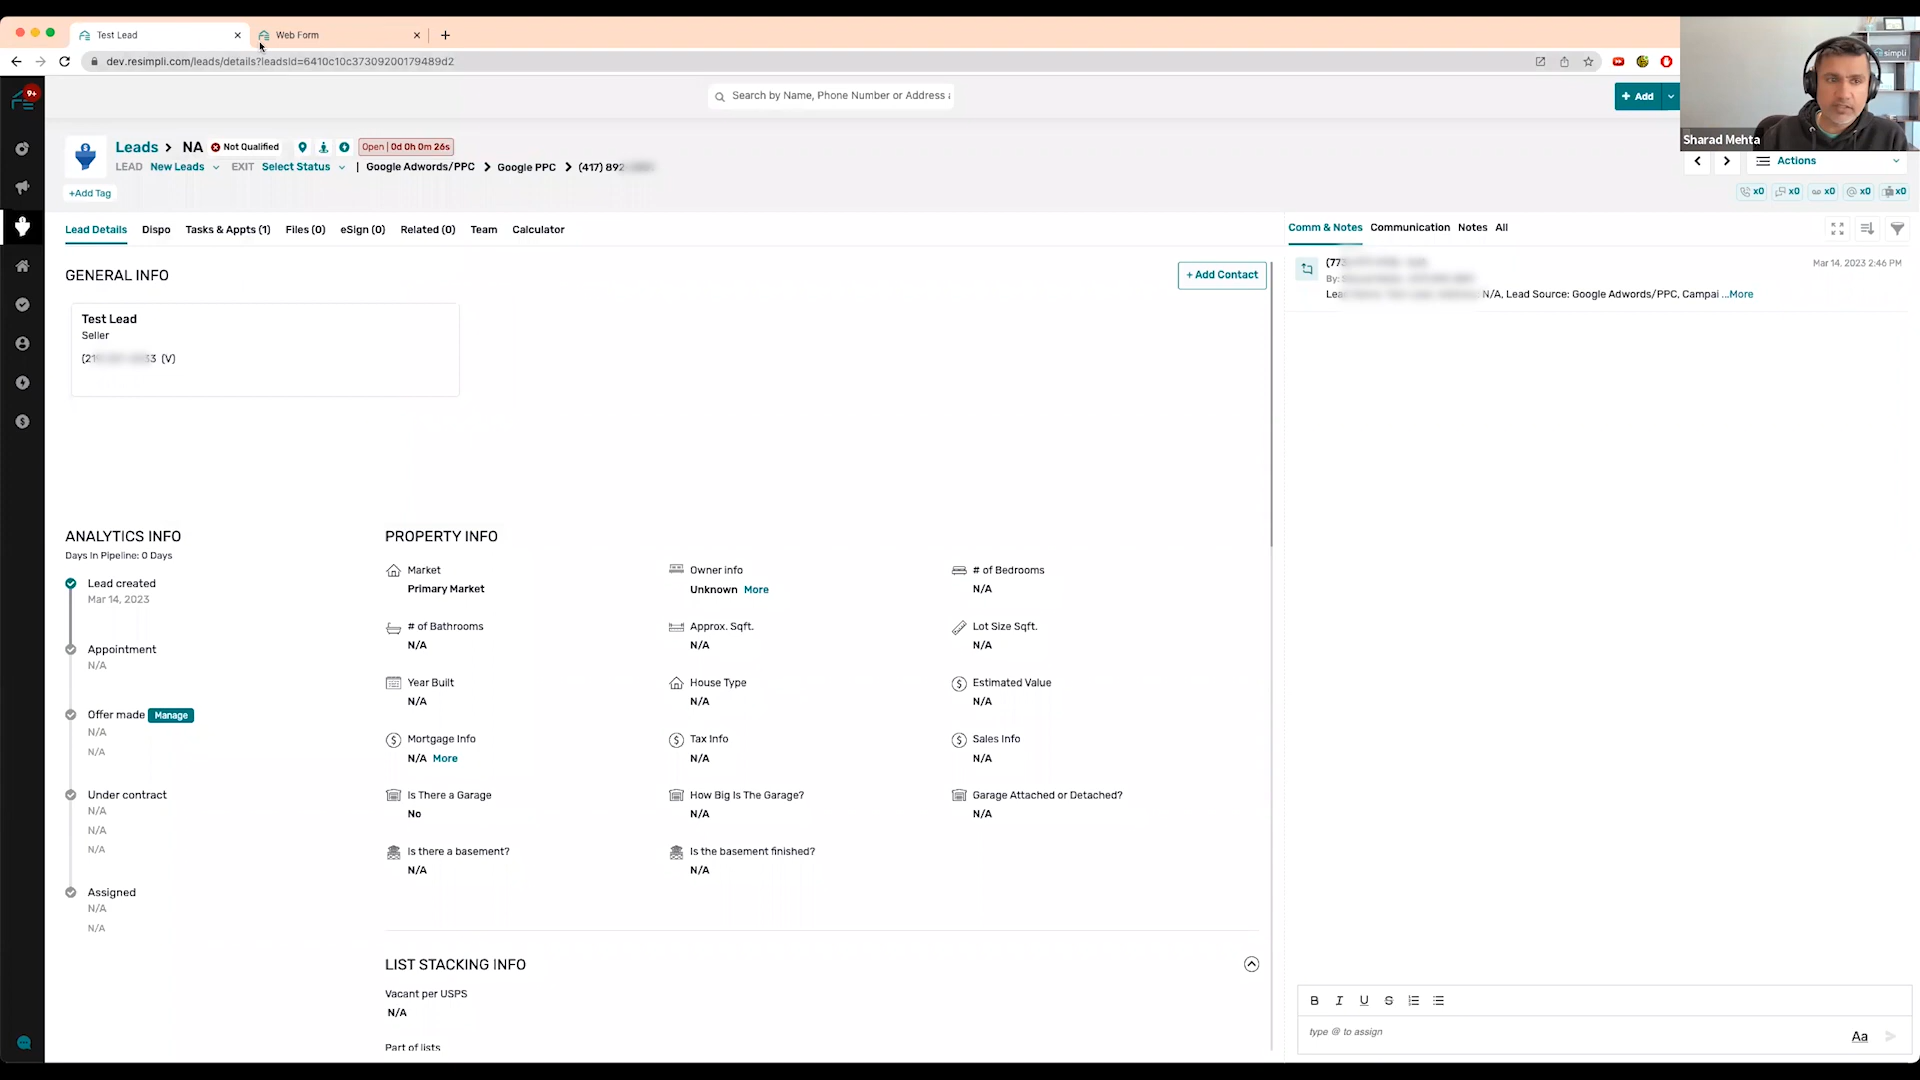 Test Lead
Web Form
dev.resimpli.com/leads/details?leadsId=6410c10c37309200179489d2
simpli
Sharad Mehta
9+
Search by Name, Phone Number or Address
+ Add
Leads > NA Not Qualified Open | 0d 0h 0m 26s
LEAD New Leads EXIT Select Status | Google Adwords/PPC > Google PPC > (417) 892
+Add Tag
Actions
x0 x0 x0 x0 x0
Lead Details Dispo Tasks & Appts (1) Files (0) eSign (0) Related (0) Team Calculator
Comm & Notes Communication Notes All
GENERAL INFO
+ Add Contact
Test Lead
Seller
(21 3 (V)
(77
Mar 14, 2023 2:46 PM
By:
Lea N/A, Lead Source: Google Adwords/PPC, Campai ...More
ANALYTICS INFO
Days In Pipeline: 0 Days
Lead created
Mar 14, 2023
Appointment
N/A
Offer made Manage
N/A
N/A
Under contract
N/A
N/A
N/A
Assigned
N/A
N/A
PROPERTY INFO
Market
Primary Market
Owner info
Unknown More
# of Bedrooms
N/A
# of Bathrooms
N/A
Approx. Sqft.
N/A
Lot Size Sqft.
N/A
Year Built
N/A
House Type
N/A
Estimated Value
N/A
Mortgage Info
N/A More
Tax Info
N/A
Sales Info
N/A
Is There a Garage
No
How Big Is The Garage?
N/A
Garage Attached or Detached?
N/A
Is there a basement?
N/A
Is the basement finished?
N/A
LIST STACKING INFO
Vacant per USPS
N/A
Part of lists
B I U S
type @ to assign
Aa